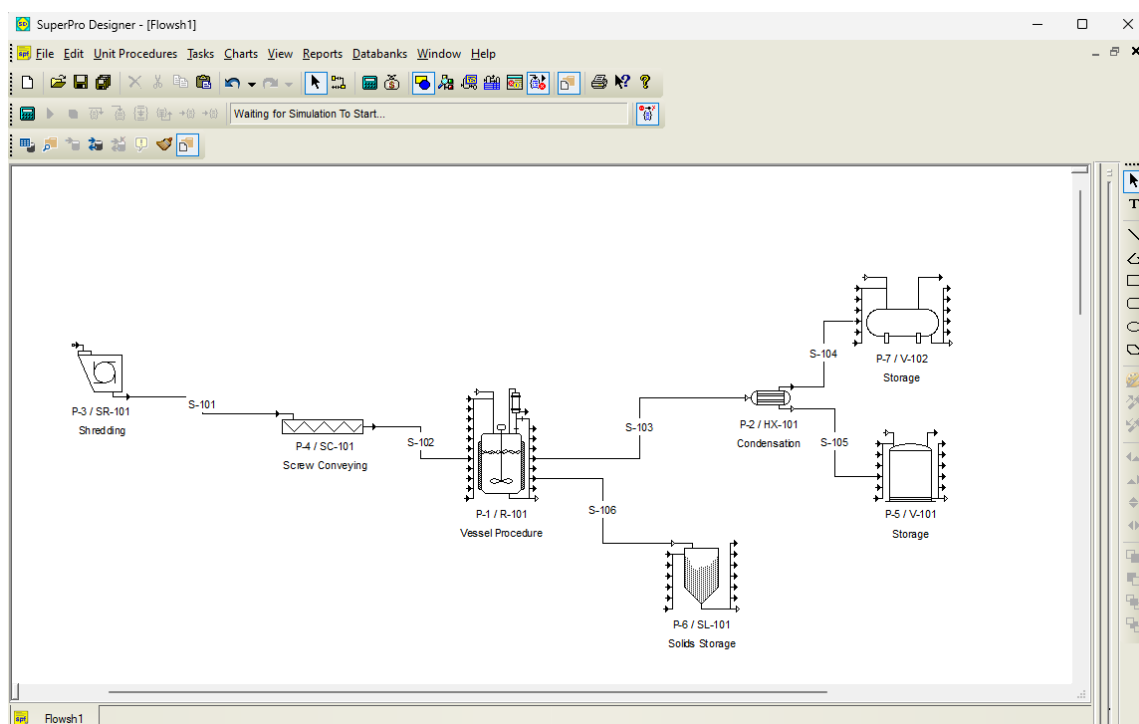 SuperPro Designer - [Flowsh1]
File Edit Unit Procedures Tasks Charts View Reports Databanks Window Help
Waiting for Simulation To Start...
T
S-104
P-7 / V-102
Storage
P-3 / SR-101
Shredding
S-101
P-4 / SC-101
Screw Conveying
S-102
P-1 / R-101
Vessel Procedure
S-103
P-2 / HX-101
Condensation
S-105
P-5 / V-101
Storage
S-106
P-6 / SL-101
Solids Storage
Flowsh1